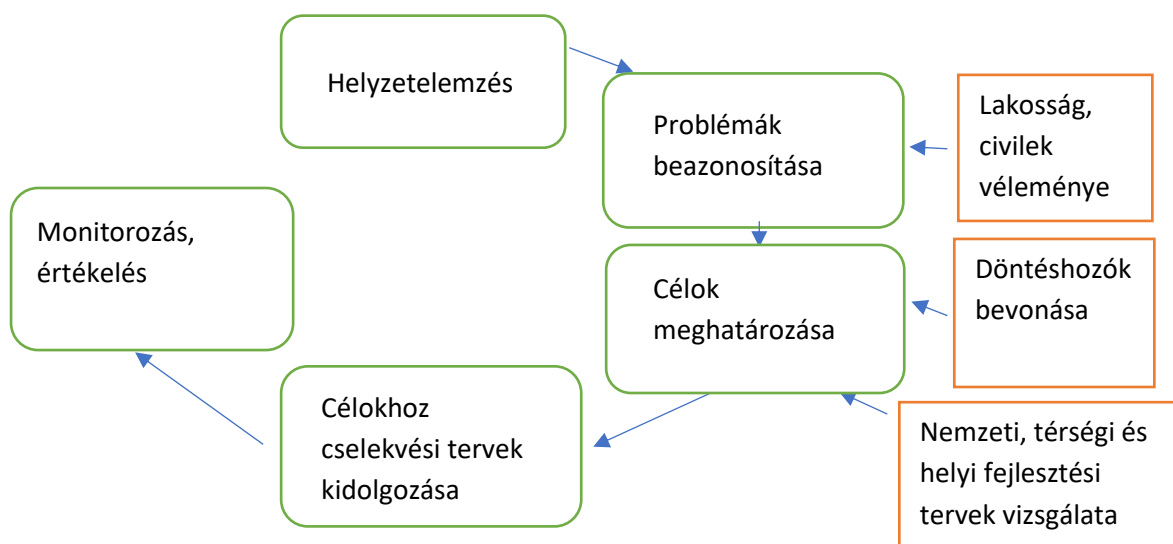 Helyzetelemzés
Problémák
beazonosítása
Lakosság,
civilek
véleménye
Monitorozás,
értékelés
Célok
meghatározása
Döntéshozók
bevonása
Célokhoz
cselekvési tervek
kidolgozása
Nemzeti, térségi és
helyi fejlesztési
tervek vizsgálata